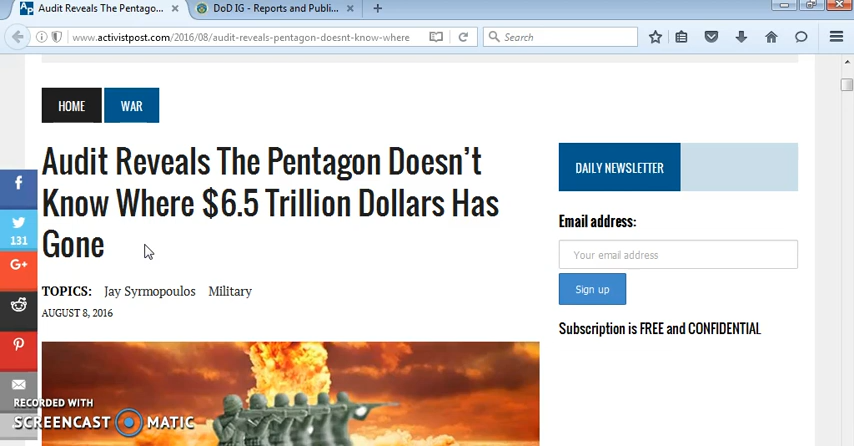 Audit Reveals The Pentago...
DoD IG - Reports and Publi...
www.activistpost.com/2016/08/audit-reveals-pentagon-doesnt-know-where
Search
HOME
WAR
Audit Reveals The Pentagon Doesn't
Know Where $6.5 Trillion Dollars Has
Gone
TOPICS: Jay Syrmopoulos Military
AUGUST 8, 2016
131
G+
DAILY NEWSLETTER
Email address:
Your email address
Sign up
Subscription is FREE and CONFIDENTIAL
RECORDED WITH
SCREENCAST MATIC